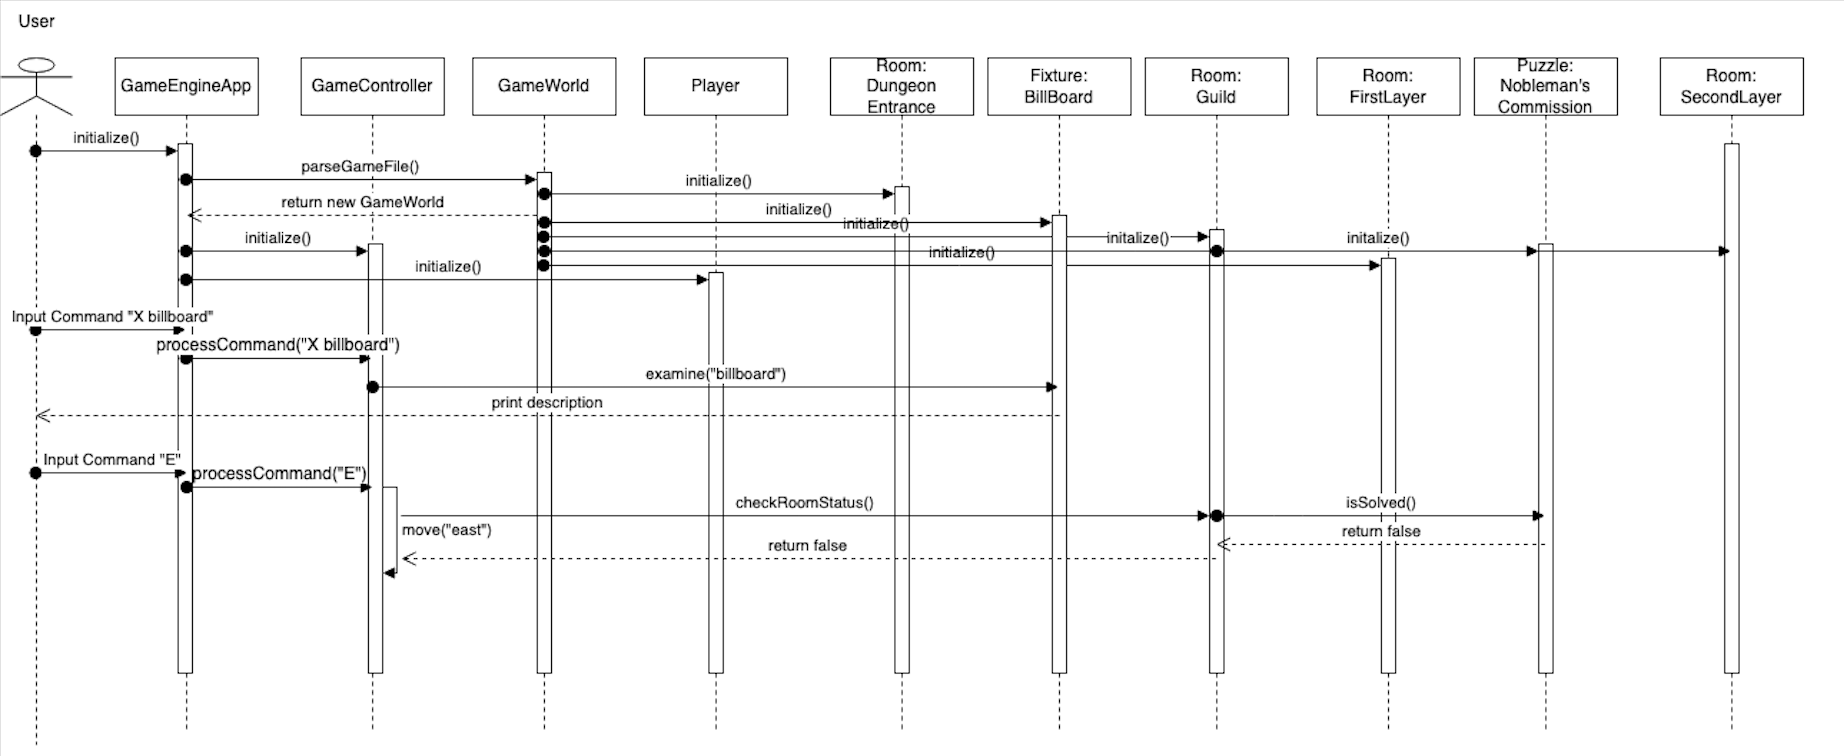 User
GameEngineApp
GameController
GameWorld
Player
Room:
Dungeon
Entrance
Fixture:
BillBoard
Room:
Guild
Room:
FirstLayer
Puzzle:
Nobleman's
Commission
Room:
SecondLayer
initialize()
parseGameFile()
initialize()
return new GameWorld
initialize()
initialize()
initialize()
initalize()
initalize()
initialize()
initialize()
Input Command "X billboard"
processCommand("X billboard")
examine("billboard")
print description
Input Command "E"
processCommand("E")
checkRoomStatus()
isSolved()
move("east")
return false
return false